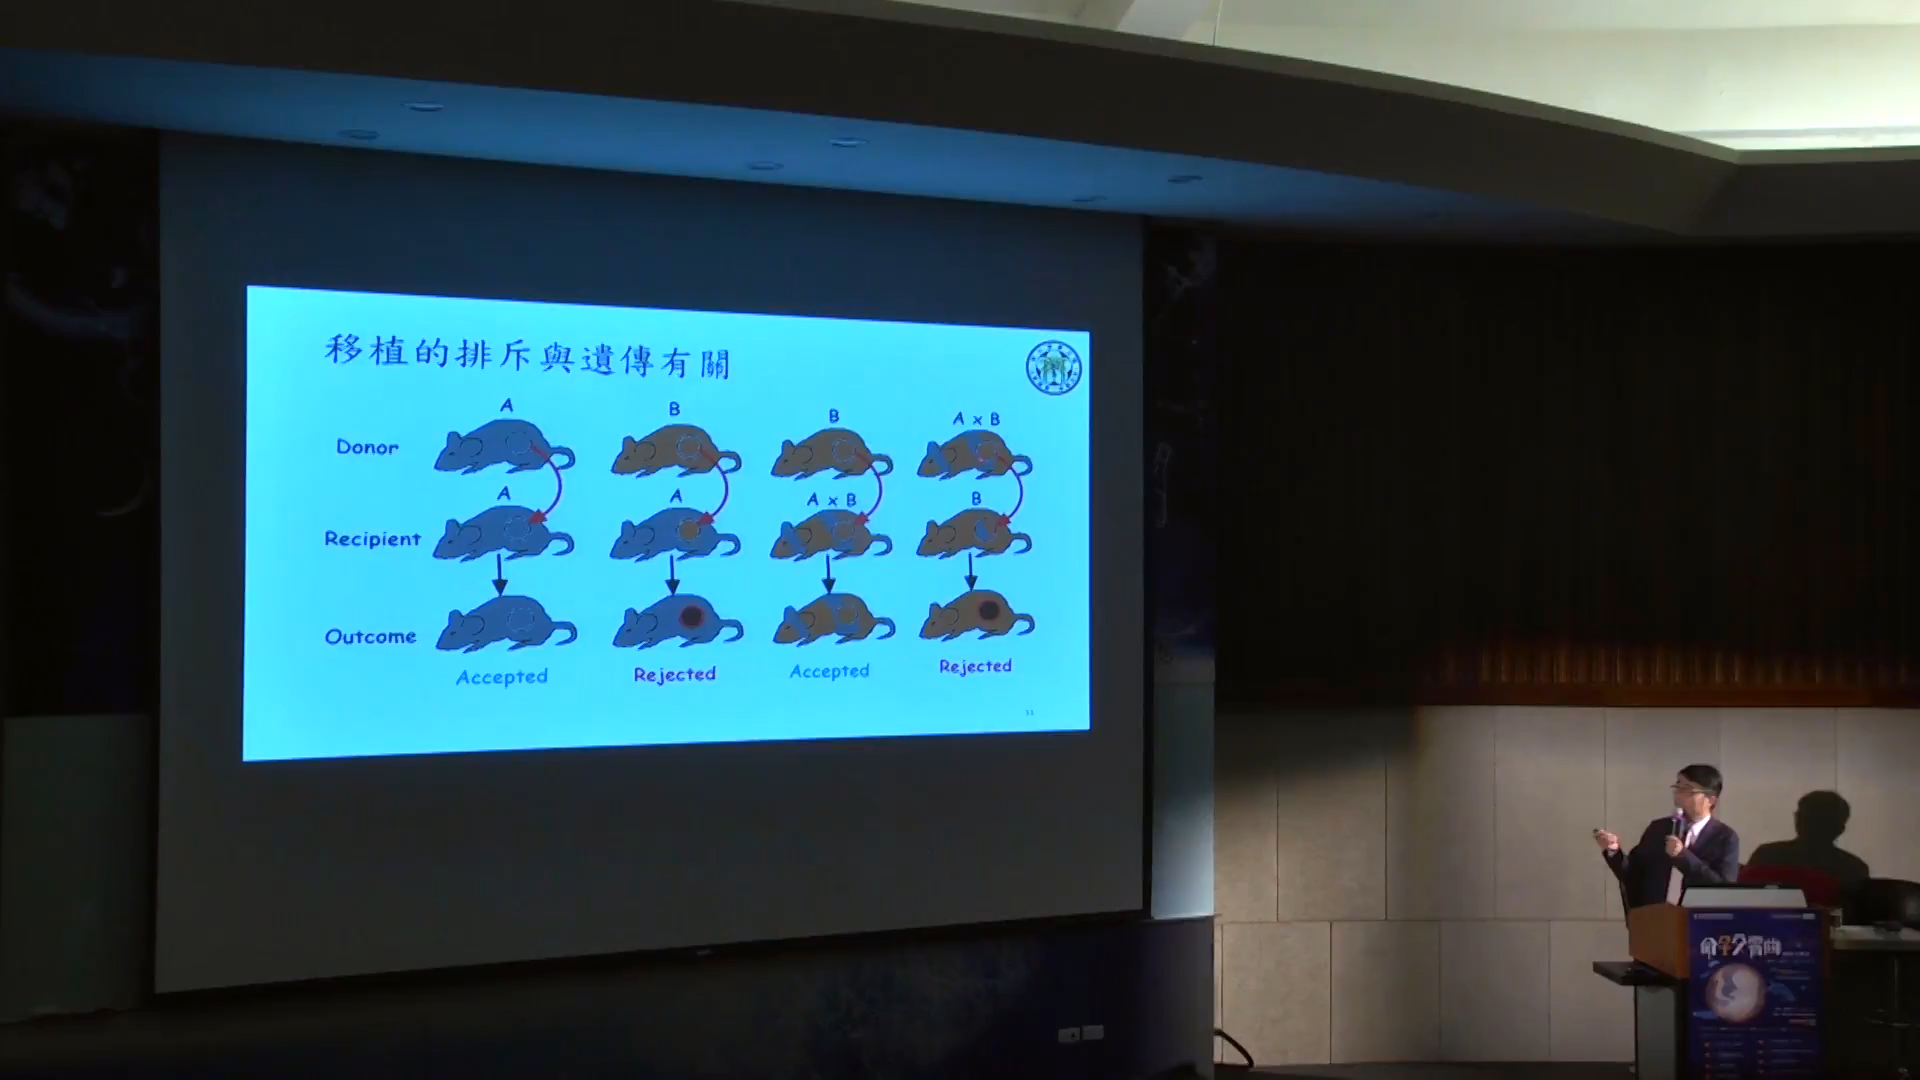 移植的排斥與遺傳有關
A B B A x B
Donor
A A A x B B
Recipient
Outcome
Accepted Rejected Accepted Rejected